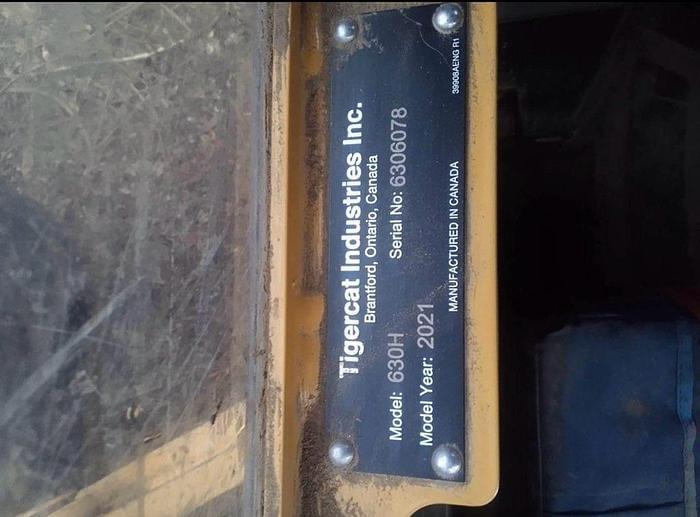 Tigercat Industries Inc.
Brantford, Ontario, Canada
Model: 630H Serial No: 6306078
Model Year: 2021
MANUFACTURED IN CANADA 39908AENG R1